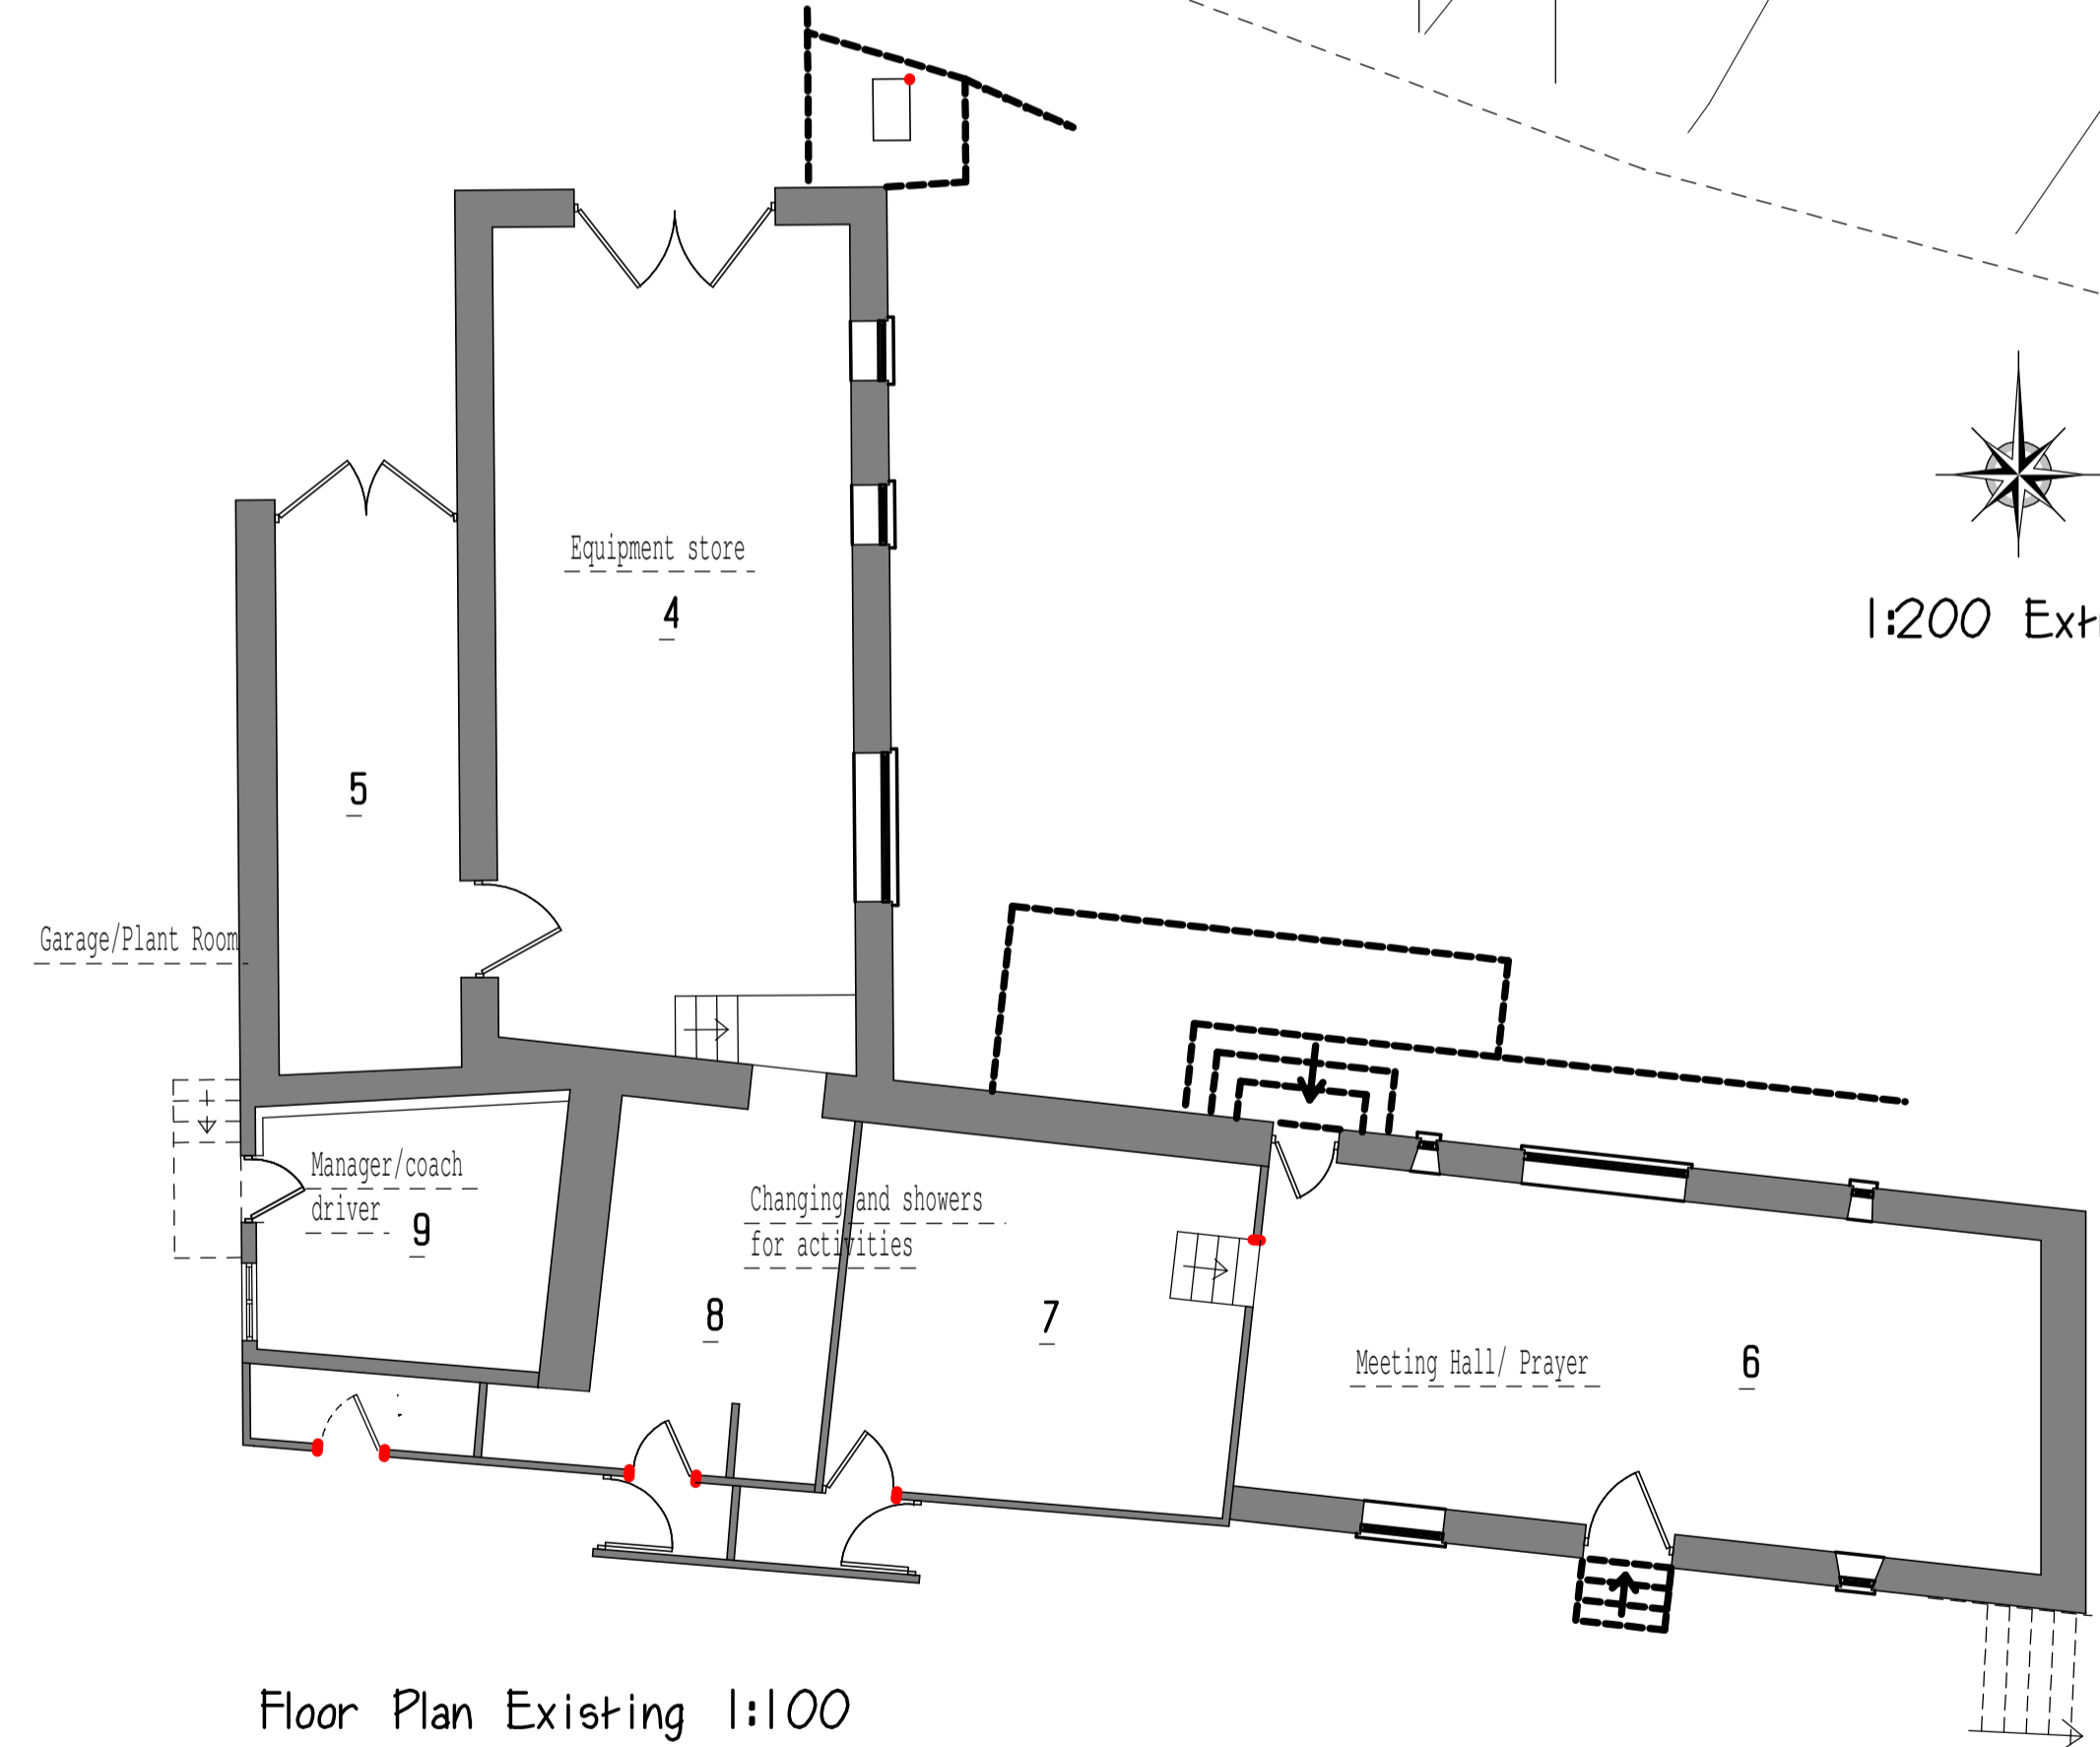 Equipment store
4
1:200 Ext
5
Garage/Plant Room
Manager/coach
driver
9
Changing and showers
for activities
8
7
Meeting Hall/ Prayer
6
Floor Plan Existing 1:100